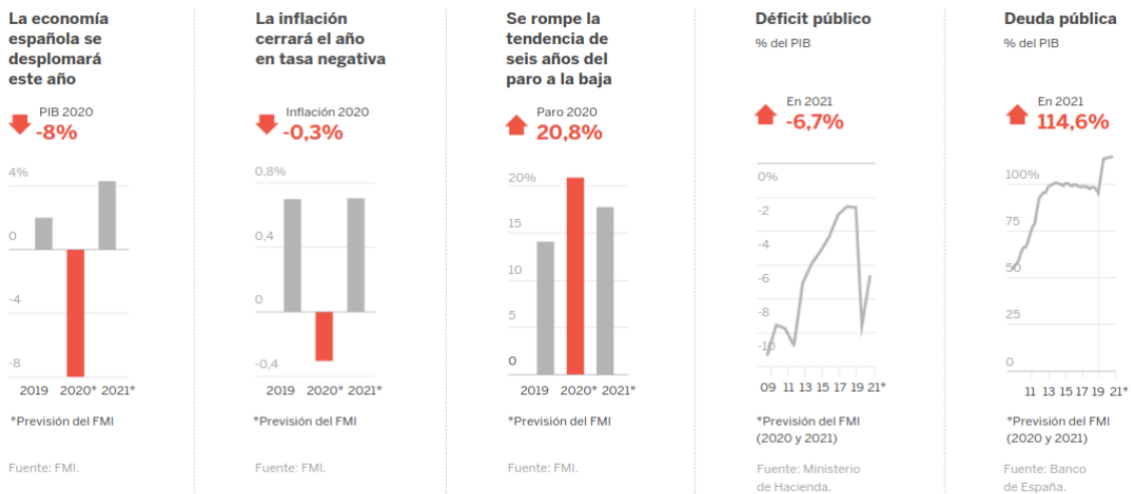 La economía
española se
desplomará
este año
PIB 2020
-8%
4%
0
-4
-8
2019 2020* 2021*
*Previsión del FMI
Fuente: FMI.
La inflación
cerrará el año
en tasa negativa
Inflación 2020
-0,3%
0,8%
0,4
0
-0,4
2019 2020* 2021*
*Previsión del FMI
Fuente: FMI.
Se rompe la
tendencia de
seis años del
paro a la baja
Paro 2020
20,8%
20%
15
10
5
0
2019 2020* 2021*
*Previsión del FMI
Fuente: FMI.
Déficit público
% del PIB
En 2021
-6,7%
0%
-2
-4
-6
-8
-10
09 11 13 15 17 19 21*
*Previsión del FMI
(2020 y 2021)
Fuente: Ministerio
de Hacienda.
Deuda pública
% del PIB
En 2021
114,6%
100%
75
50
25
0
11 13 15 17 19 21*
*Previsión del FMI
(2020 y 2021)
Fuente: Banco
de España.